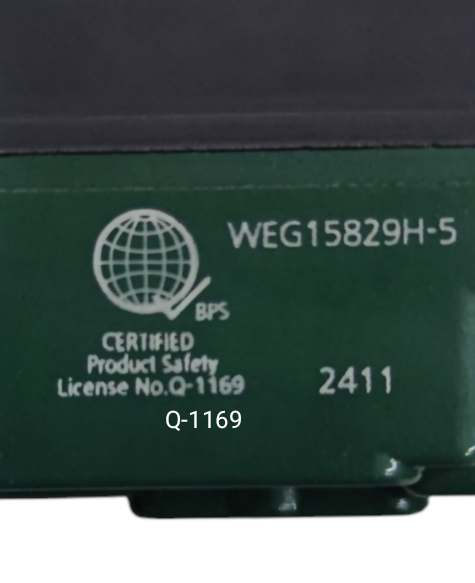 WEG15829H-5
BPS
CERTIFIED
Product Safety
License No.Q-1169
2411
Q-1169